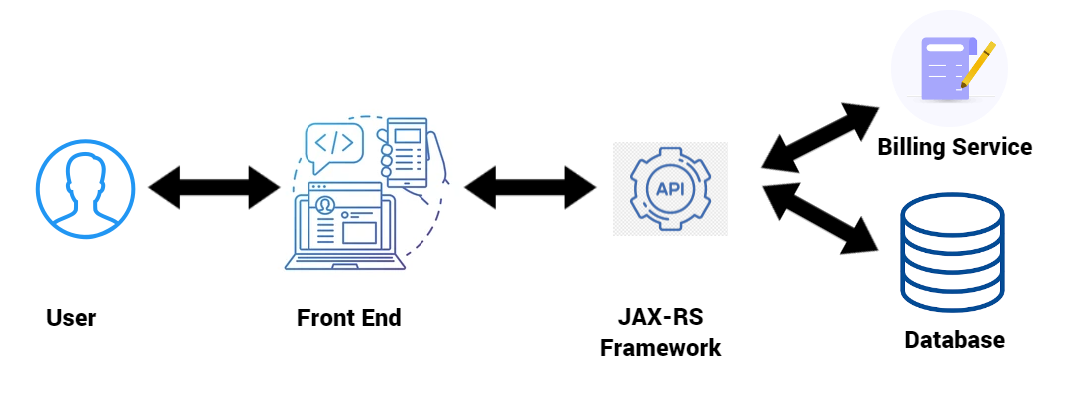 </>
API
Billing Service
User
Front End
JAX-RS
Framework
Database